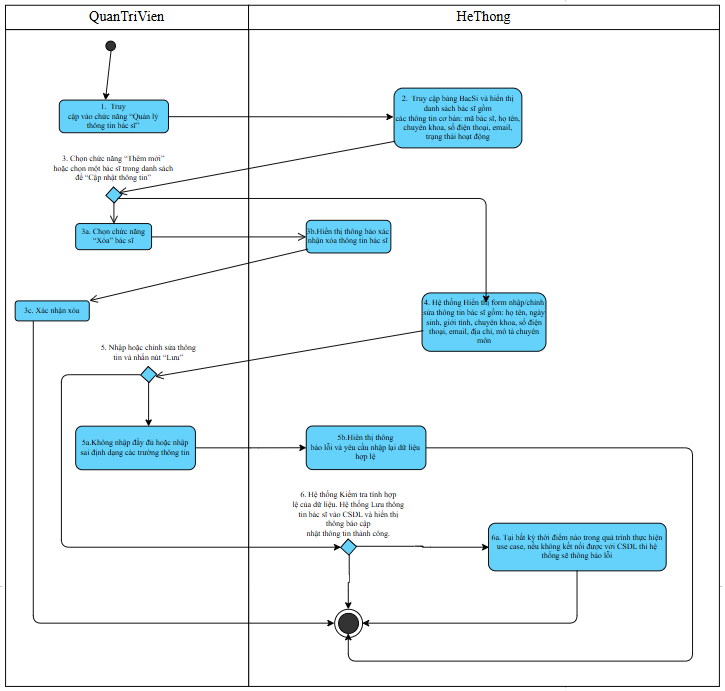 QuanTriVien
HeThong
1. Truy
cập vào chức năng “Quản lý
thông tin bác sĩ”
2. Truy cập bảng BacSi và hiển thị
danh sách bác sĩ gồm
các thông tin cơ bản: mã bác sĩ, họ tên,
chuyên khoa, số điện thoại, email,
trạng thái hoạt động
3. Chọn chức năng “Thêm mới”
hoặc chọn một bác sĩ trong danh sách
để “Cập nhật thông tin”
3a. Chọn chức năng
“Xóa” bác sĩ
3b.Hiển thị thông báo xác
nhận xóa thông tin bác sĩ
3c. Xác nhận xóa
4. Hệ thống Hiển thị form nhập/chỉnh
sửa thông tin bác sĩ gồm: họ tên, ngày
sinh, giới tính, chuyên khoa, số điện
thoại, email, địa chỉ, mô tả chuyên
môn
5. Nhập hoặc chỉnh sửa thông
tin và nhấn nút “Lưu”
5a.Không nhập đầy đủ hoặc nhập
sai định dạng các trường thông tin
5b.Hiển thị thông
báo lỗi và yêu cầu nhập lại dữ liệu
hợp lệ
6. Hệ thống Kiểm tra tính hợp
lệ của dữ liệu. Hệ thống Lưu thông
tin bác sĩ vào CSDL và hiển thị
thông báo cập
nhật thông tin thành công.
6a. Tại bất kỳ thời điểm nào trong quá trình thực hiện
use case, nếu không kết nối được với CSDL thì hệ
thống sẽ thông báo lỗi